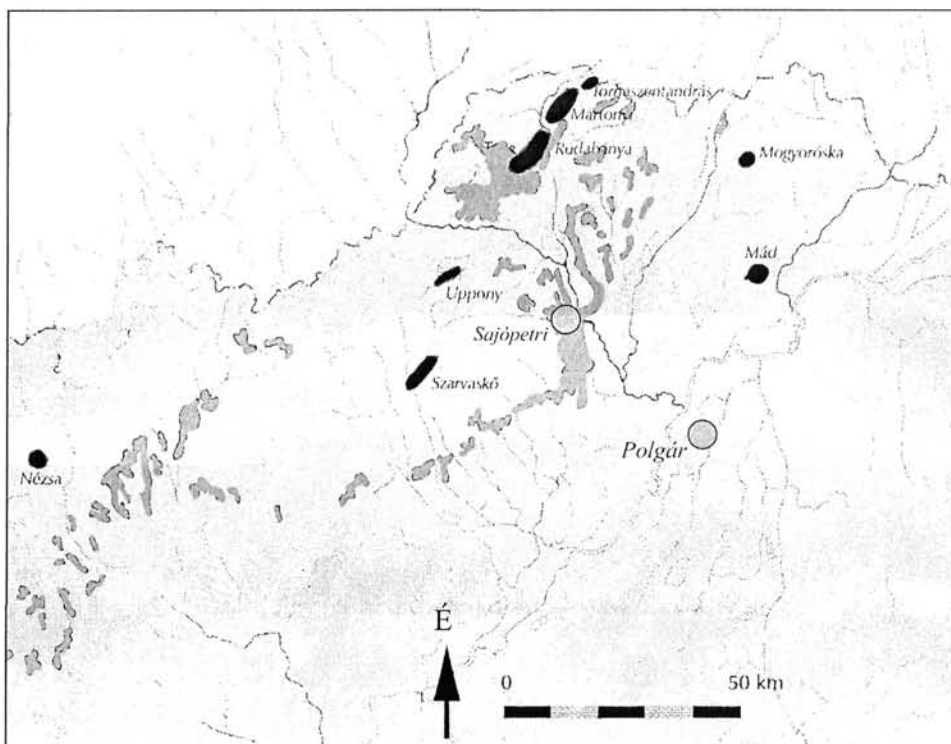 Tornaszentandrás
Martonyi
Rudabánya
Mogyoróska
Mád
Uppony
Sajópetri
Szarvaskő
Polgár
Nézsa
É
0 50 km